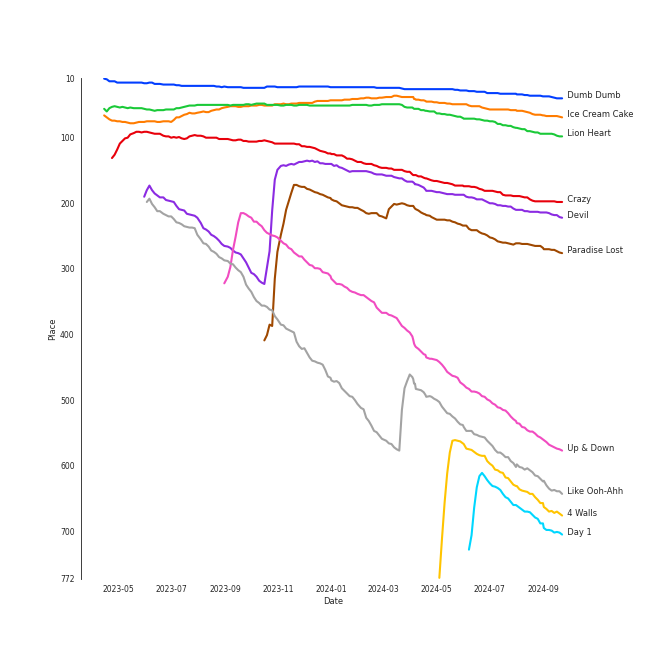 10
100
200
300
400
500
600
700
772
Place
2023-05
2023-07
2023-09
2023-11
2024-01
2024-03
2024-05
2024-07
2024-09
Date
Dumb Dumb
Ice Cream Cake
Lion Heart
Crazy
Devil
Paradise Lost
Up & Down
Like Ooh-Ahh
4 Walls
Day 1